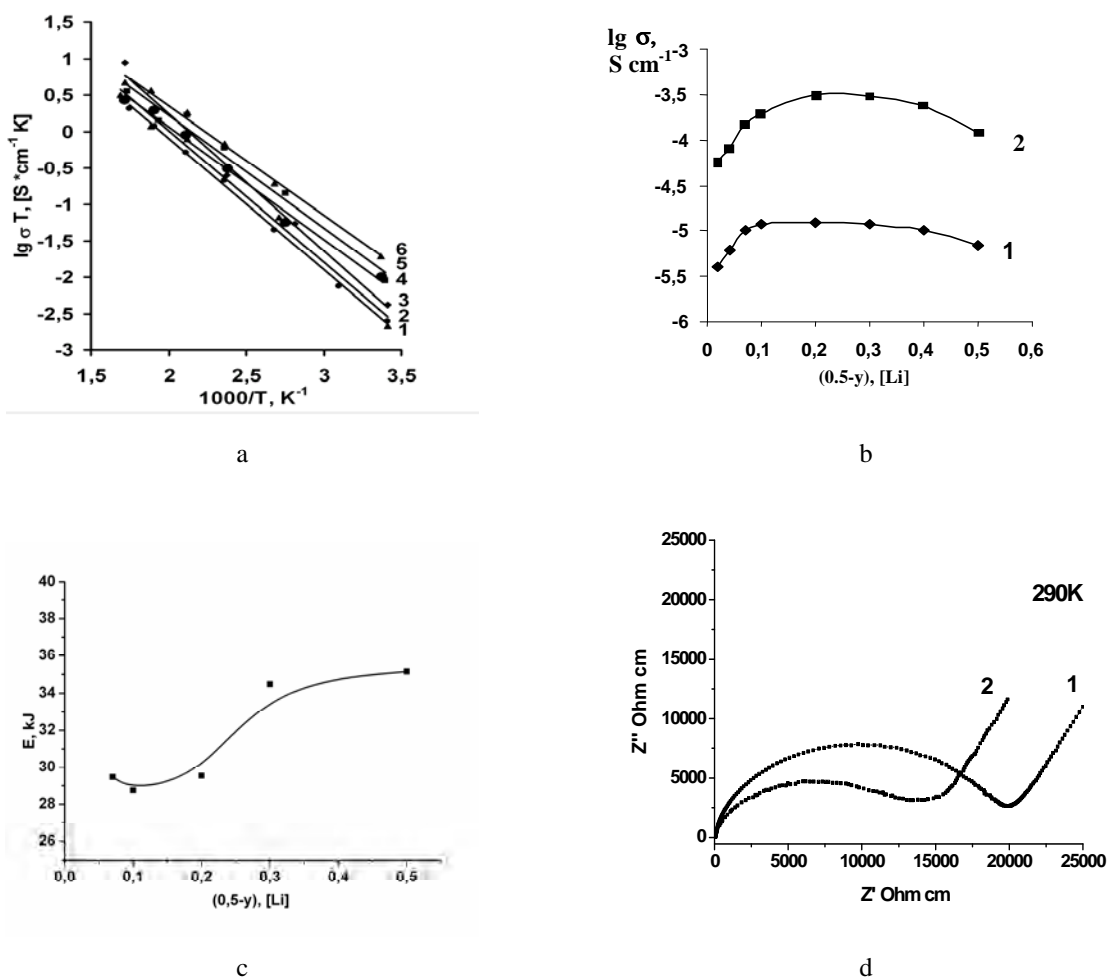 1,5
1
0,5
0
-0,5
-1
-1,5
-2
-2,5
-3
lg σ T, [S *cm⁻¹ K]
1,5 2 2,5 3 3,5
1000/T, K⁻¹
6
5
4
3
2
1
a
lg σ,
S cm⁻¹
-3
-3,5
-4
-4,5
-5
-5,5
-6
2
1
0 0,1 0,2 0,3 0,4 0,5 0,6
(0.5-y), [Li]
b
40
38
36
34
32
30
28
26
E, kJ
0,0 0,1 0,2 0,3 0,4 0,5
(0,5-y), [Li]
c
25000
20000
15000
10000
5000
0
Z'' Ohm cm
290K
2 1
0 5000 10000 15000 20000 25000
Z' Ohm cm
d